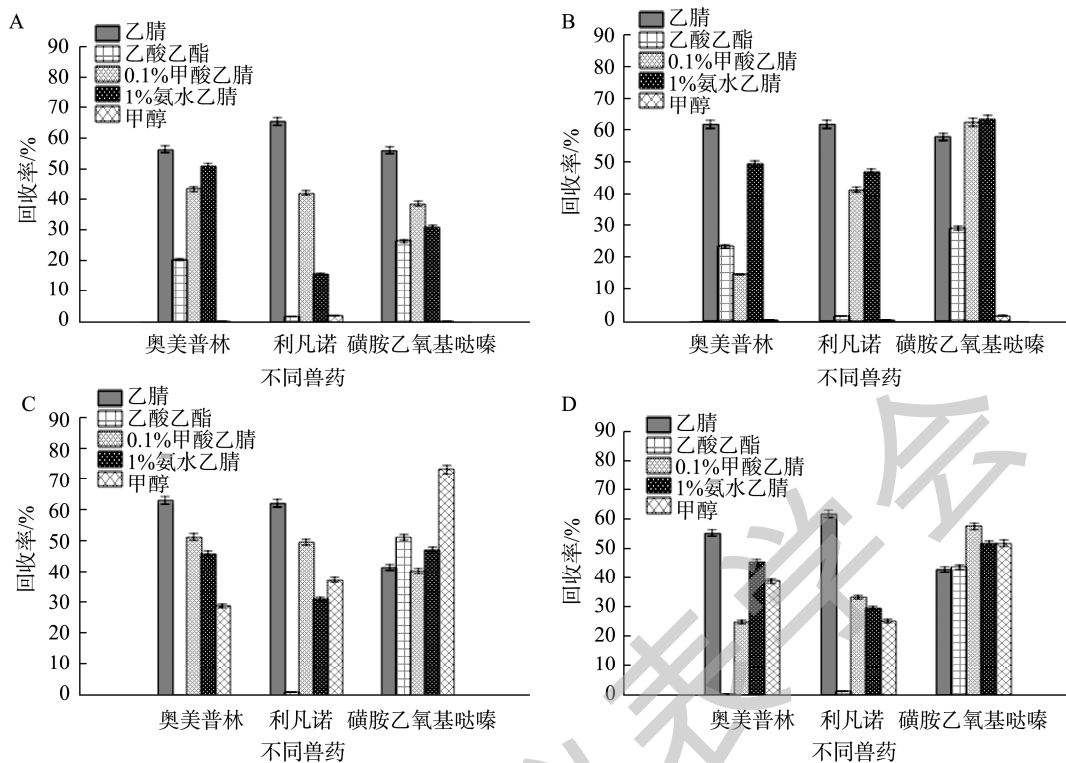 A
乙腈
乙酸乙酯
0.1%甲酸乙腈
1%氨水乙腈
甲醇
90
80
70
60
50
40
30
20
10
0
回收率/%
奥美普林 利凡诺 磺胺乙氧基哒嗪
不同兽药
B
乙腈
乙酸乙酯
0.1%甲酸乙腈
1%氨水乙腈
甲醇
90
80
70
60
50
40
30
20
10
0
回收率/%
奥美普林 利凡诺 磺胺乙氧基哒嗪
不同兽药
C
乙腈
乙酸乙酯
0.1%甲酸乙腈
1%氨水乙腈
甲醇
90
80
70
60
50
40
30
20
10
0
回收率/%
奥美普林 利凡诺 磺胺乙氧基哒嗪
不同兽药
D
乙腈
乙酸乙酯
0.1%甲酸乙腈
1%氨水乙腈
甲醇
90
80
70
60
50
40
30
20
10
0
回收率/%
奥美普林 利凡诺 磺胺乙氧基哒嗪
不同兽药
表学会